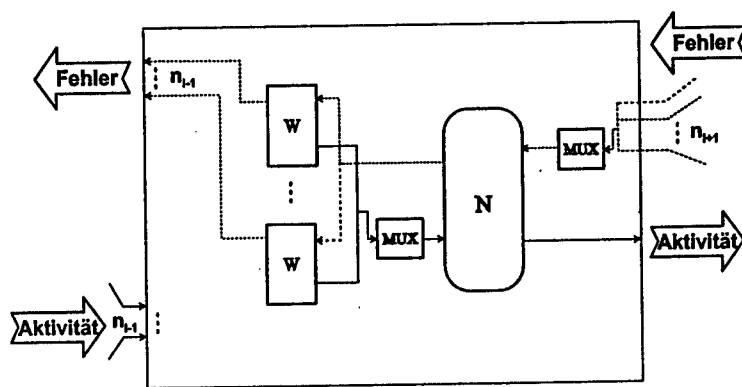 Fehler
n_{i-1}
W
W
MUX
N
MUX
Fehler
n_{i+1}
Aktivität
Aktivität
n_{i-1}